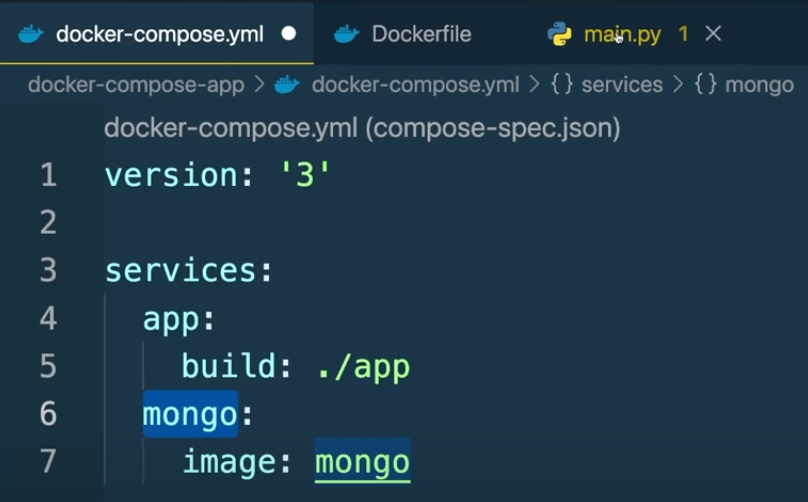 docker-compose.yml Dockerfile main.py 1
docker-compose-app > docker-compose.yml > {} services > {} mongo
docker-compose.yml (compose-spec.json)
1 version: '3'
2
3 services:
4 app:
5 build: ./app
6 mongo:
7 image: mongo